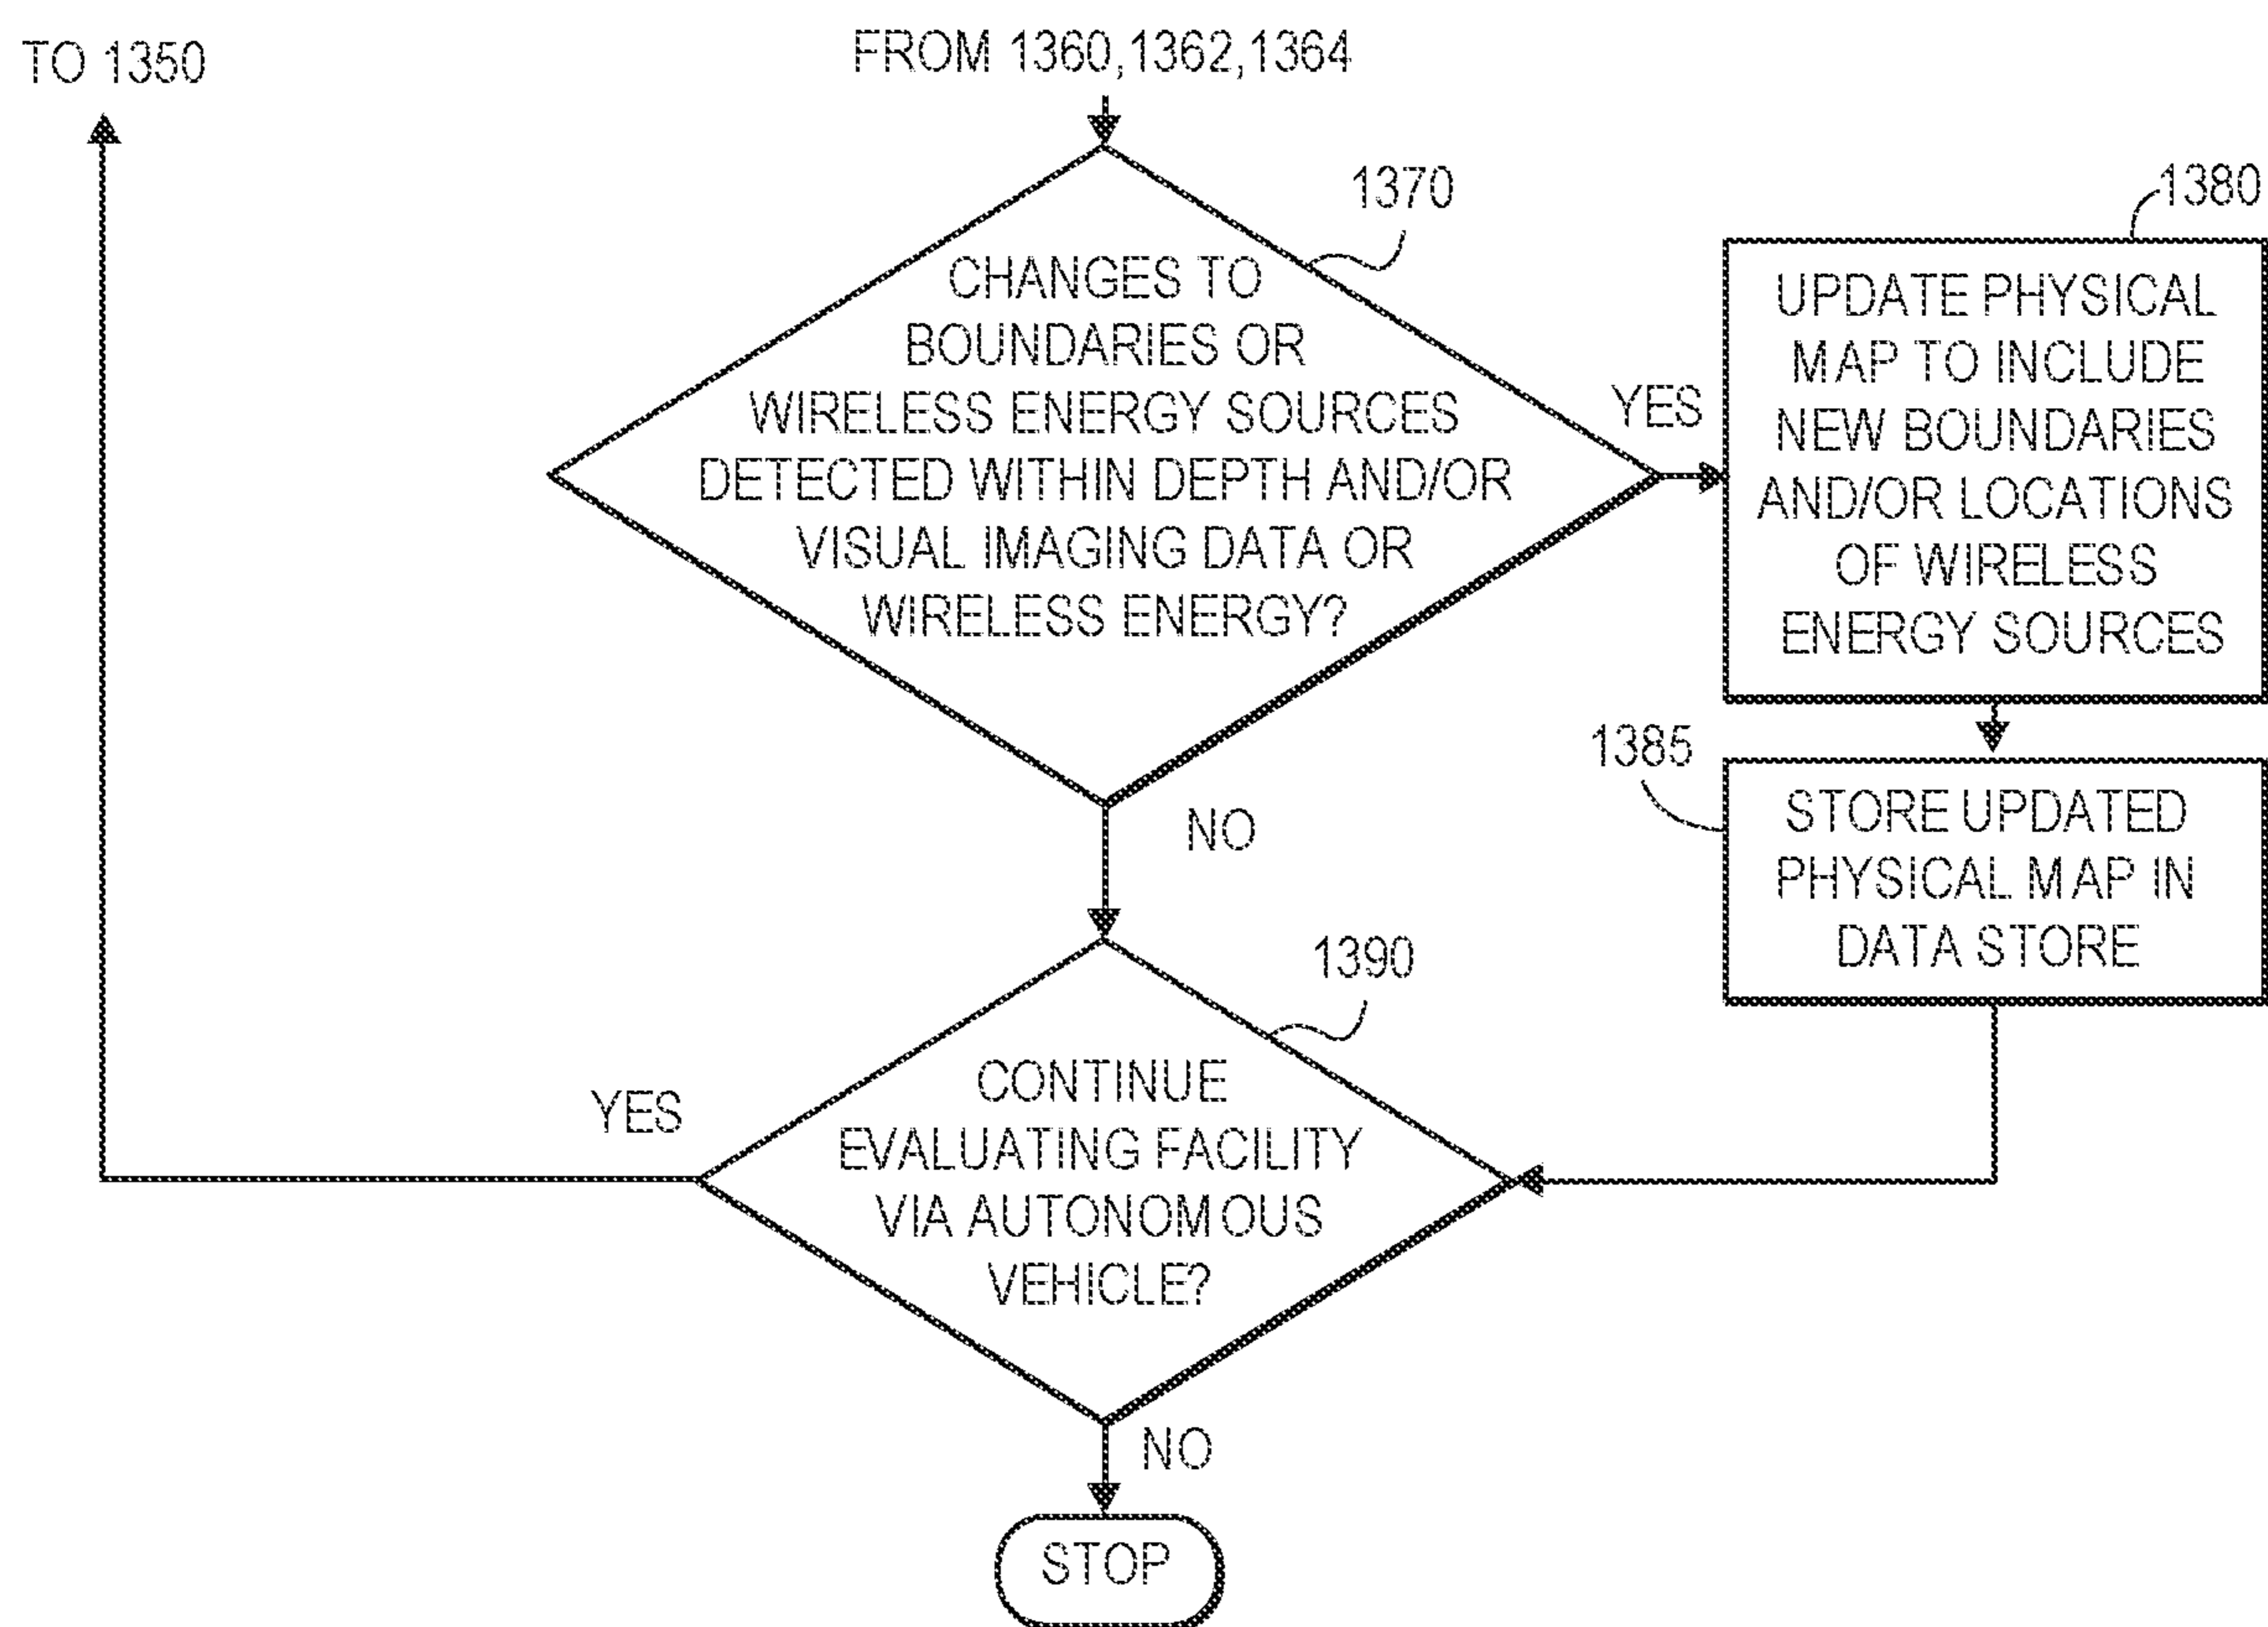 TO 1350
FROM 1360,1362,1364
1370
1380
CHANGES TO
BOUNDARIES OR
WIRELESS ENERGY SOURCES
DETECTED WITHIN DEPTH AND/OR
VISUAL IMAGING DATA OR
WIRELESS ENERGY?
YES
UPDATE PHYSICAL
MAP TO INCLUDE
NEW BOUNDARIES
AND/OR LOCATIONS
OF WIRELESS
ENERGY SOURCES
NO
1385
STORE UPDATED
PHYSICAL MAP IN
DATA STORE
1390
CONTINUE
EVALUATING FACILITY
VIA AUTONOMOUS
VEHICLE?
YES
NO
STOP